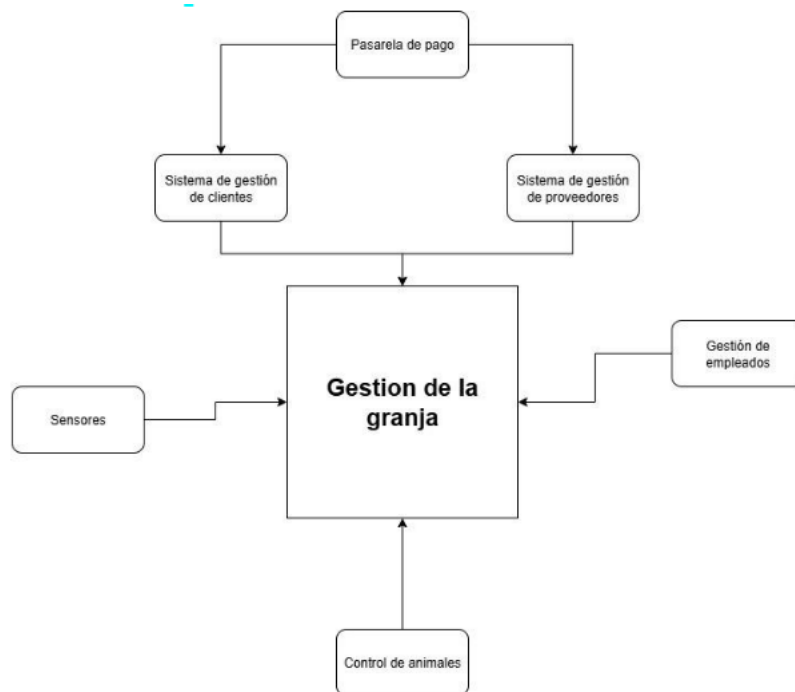 Pasarela de pago
Sistema de gestión
de clientes
Sistema de gestión
de proveedores
Gestión de
empleados
Gestion de la
granja
Sensores
Control de animales